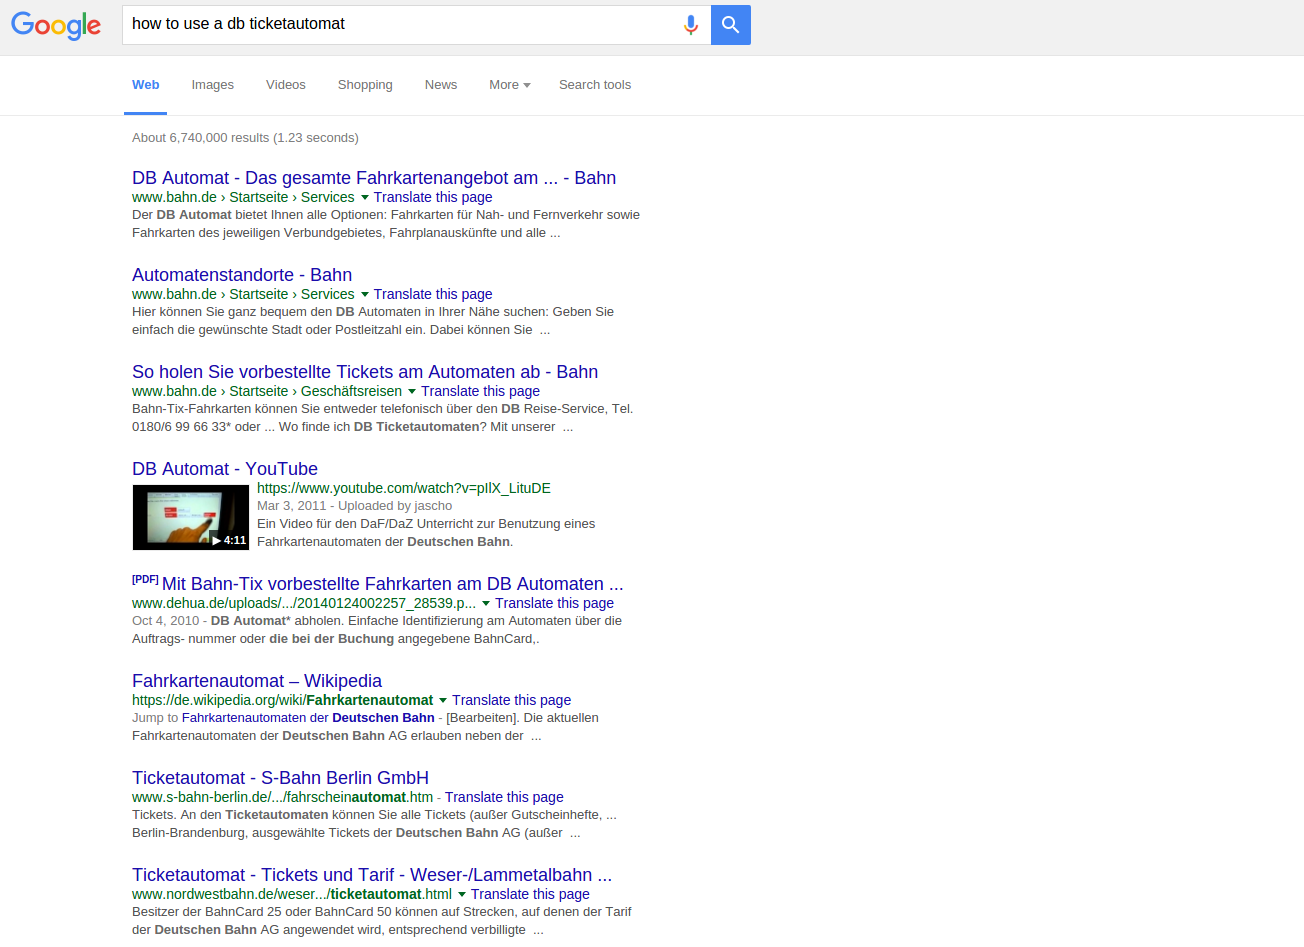 Google how to use a db ticketautomat
Web Images Videos Shopping News More Search tools
About 6,740,000 results (1.23 seconds)
DB Automat - Das gesamte Fahrkartenangebot am ... - Bahn
www.bahn.de › Startseite › Services Translate this page
Der DB Automat bietet Ihnen alle Optionen: Fahrkarten für Nah- und Fernverkehr sowie
Fahrkarten des jeweiligen Verbundgebietes, Fahrplanauskünfte und alle ...
Automatenstandorte - Bahn
www.bahn.de › Startseite › Services Translate this page
Hier können Sie ganz bequem den DB Automaten in Ihrer Nähe suchen: Geben Sie
einfach die gewünschte Stadt oder Postleitzahl ein. Dabei können Sie ...
So holen Sie vorbestellte Tickets am Automaten ab - Bahn
www.bahn.de › Startseite › Geschäftsreisen Translate this page
Bahn-Tix-Fahrkarten können Sie entweder telefonisch über den DB Reise-Service, Tel.
0180/6 99 66 33* oder ... Wo finde ich DB Ticketautomaten? Mit unserer ...
DB Automat - YouTube
https://www.youtube.com/watch?v=pIlX_LituDE
Mar 3, 2011 - Uploaded by jascho
Ein Video für den DaF/DaZ Unterricht zur Benutzung eines
Fahrkartenautomaten der Deutschen Bahn.
4:11
[PDF] Mit Bahn-Tix vorbestellte Fahrkarten am DB Automaten ...
www.dehua.de/uploads/.../20140124002257_28539.p... Translate this page
Oct 4, 2010 - DB Automat* abholen. Einfache Identifizierung am Automaten über die
Auftrags- nummer oder die bei der Buchung angegebene BahnCard,.
Fahrkartenautomat – Wikipedia
https://de.wikipedia.org/wiki/Fahrkartenautomat Translate this page
Jump to Fahrkartenautomaten der Deutschen Bahn - [Bearbeiten]. Die aktuellen
Fahrkartenautomaten der Deutschen Bahn AG erlauben neben der ...
Ticketautomat - S-Bahn Berlin GmbH
www.s-bahn-berlin.de/.../fahrscheinautomat.htm - Translate this page
Tickets. An den Ticketautomaten können Sie alle Tickets (außer Gutscheinhefte, ...
Berlin-Brandenburg, ausgewählte Tickets der Deutschen Bahn AG (außer ...
Ticketautomat - Tickets und Tarif - Weser-/Lammetalbahn ...
www.nordwestbahn.de/weser.../ticketautomat.html Translate this page
Besitzer der BahnCard 25 oder BahnCard 50 können auf Strecken, auf denen der Tarif
der Deutschen Bahn AG angewendet wird, entsprechend verbilligte ...